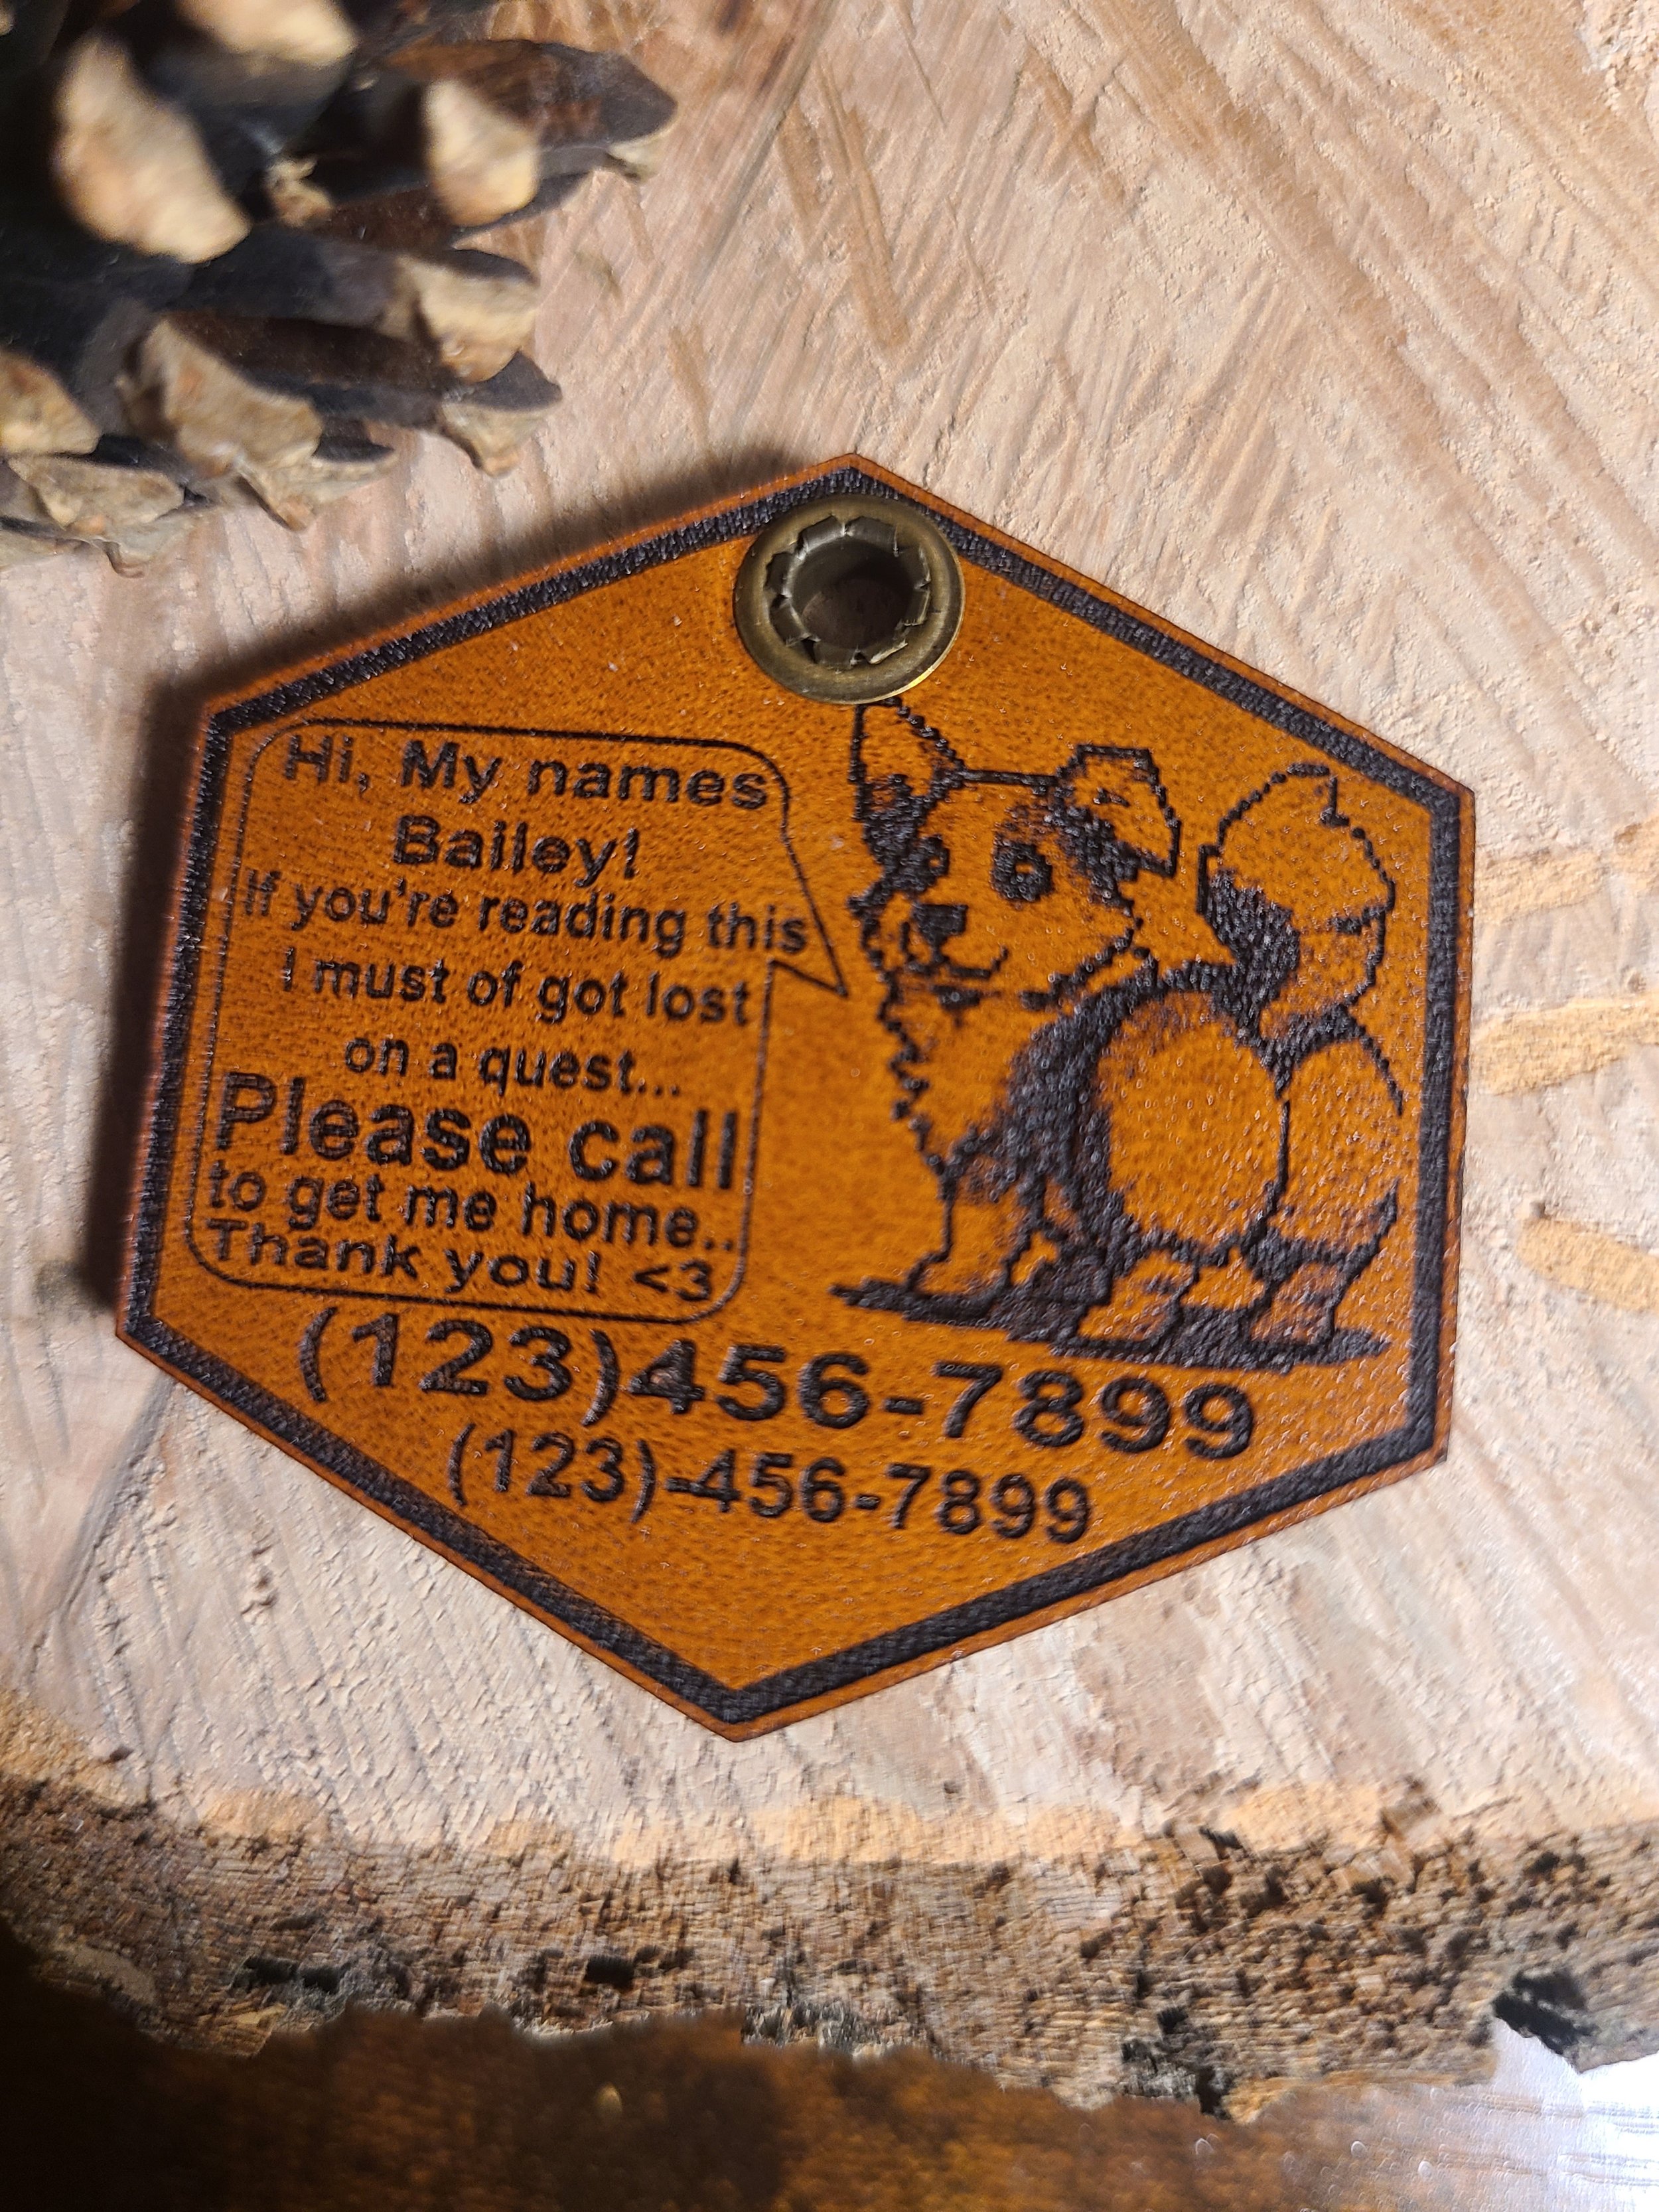 Hi, My names
Bailey!
If you're reading this
I must of got lost
on a quest...
Please call
to get me home..
Thank you! <3
(123)456-7899
(123)-456-7899